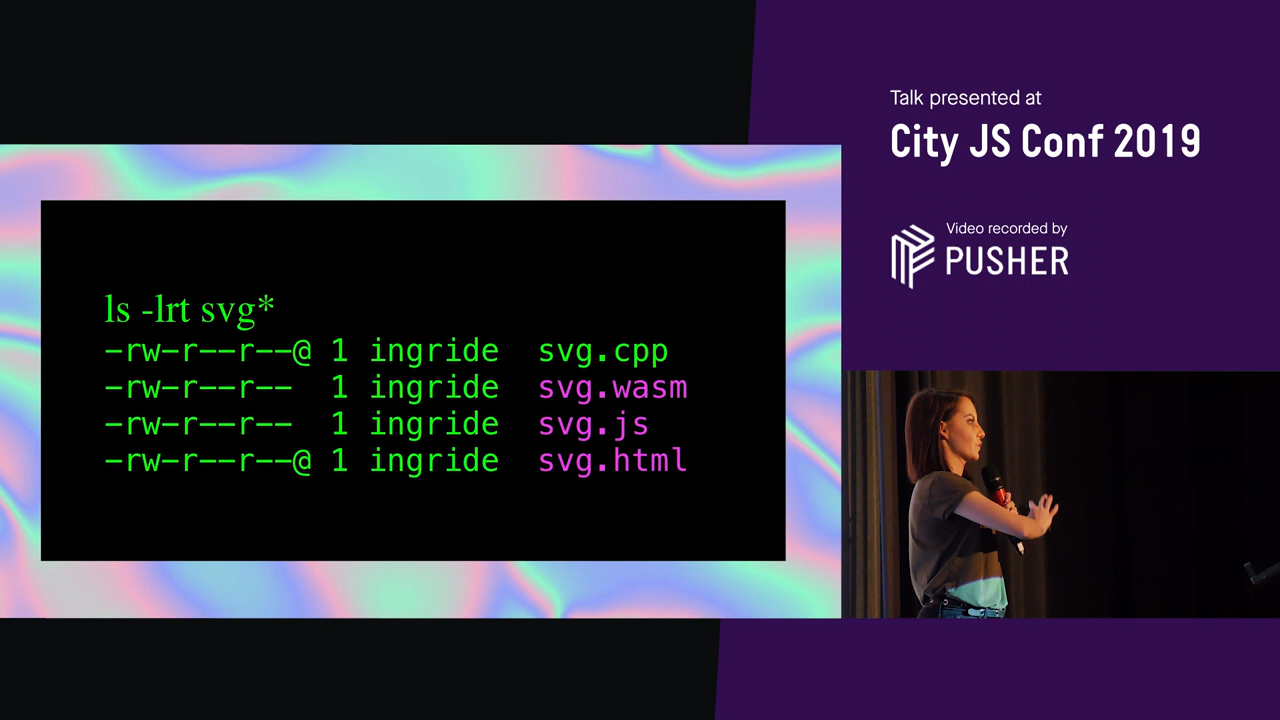 Talk presented at
City JS Conf 2019
Video recorded by
PUSHER
ls -lrt svg*
-rw-r--r--@ 1 ingride svg.cpp
-rw-r--r-- 1 ingride svg.wasm
-rw-r--r-- 1 ingride svg.js
-rw-r--r--@ 1 ingride svg.html